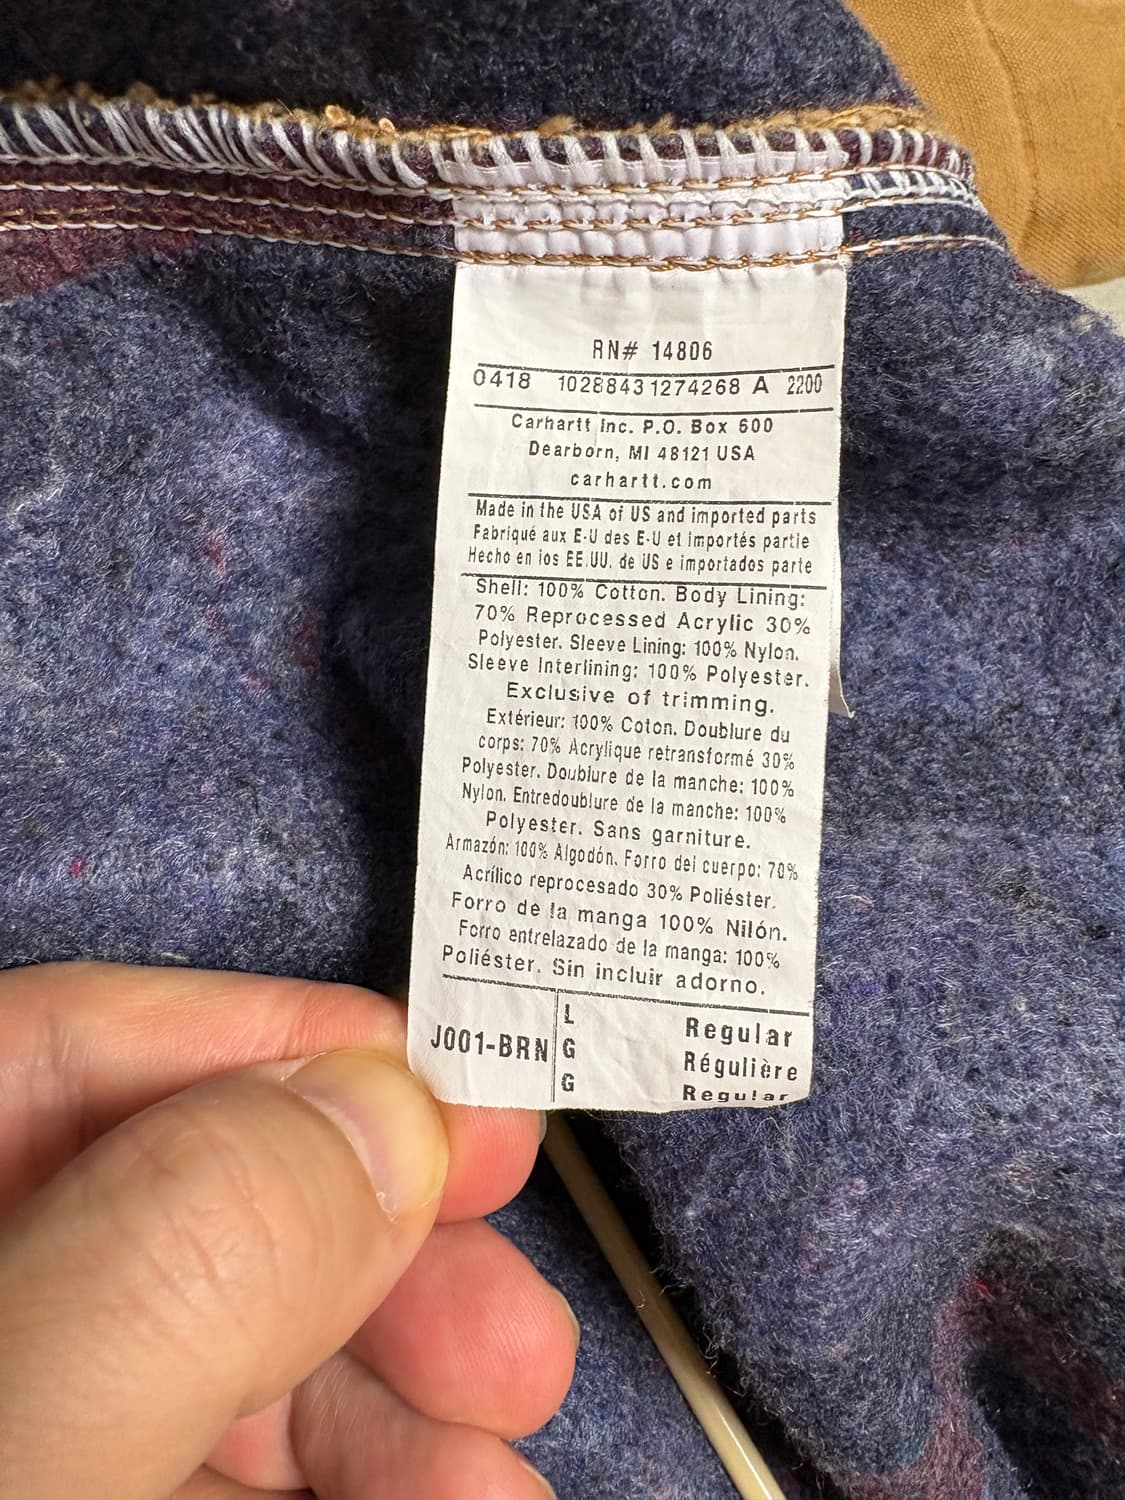 RN# 14806
0418 10288431274268 A 2200
Carhartt Inc. P.O. Box 600
Dearborn, MI 48121 USA
carhartt.com
Made in the USA of US and imported parts
Fabriqué aux E-U des E-U et importés partie
Hecho en los EE.UU. de US e importados parte
Shell: 100% Cotton. Body Lining:
70% Reprocessed Acrylic 30%
Polyester. Sleeve Lining: 100% Nylon.
Sleeve Interlining: 100% Polyester.
Exclusive of trimming.
Extérieur: 100% Coton. Doublure du
corps: 70% Acrylique retransformé 30%
Polyester. Doublure de la manche: 100%
Nylon. Entredoublure de la manche: 100%
Polyester. Sans garniture.
Armazón: 100% Algodón. Forro del cuerpo: 70%
Acrílico reprocesado 30% Poliéster.
Forro de la manga 100% Nilón.
Forro entrelazado de la manga: 100%
Poliéster. Sin incluir adorno.
J001-BRN
L Regular
G Régulière
G Regular